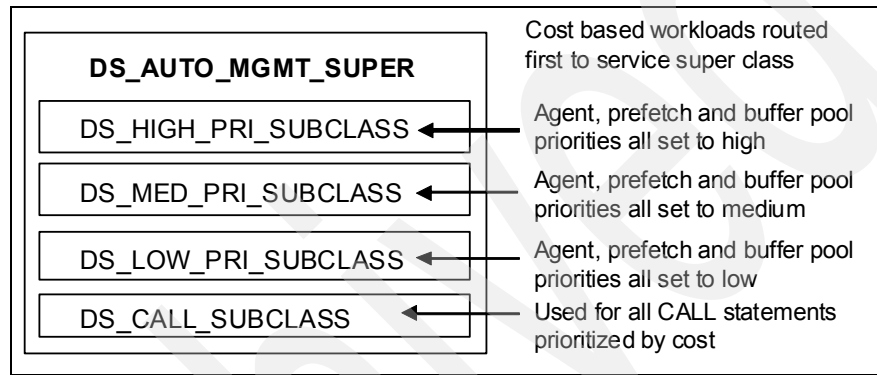 Cost based workloads routed
first to service super class
DS_AUTO_MGMT_SUPER
DS_HIGH_PRI_SUBCLASS
Agent, prefetch and buffer pool
priorities all set to high
DS_MED_PRI_SUBCLASS
Agent, prefetch and buffer pool
priorities all set to medium
DS_LOW_PRI_SUBCLASS
Agent, prefetch and buffer pool
priorities all set to low
DS_CALL_SUBCLASS
Used for all CALL statements
prioritized by cost